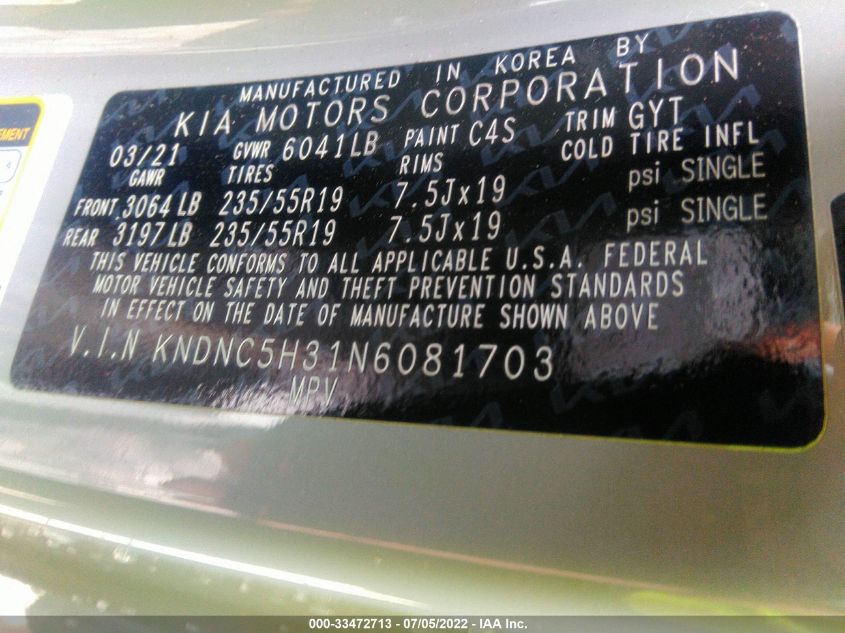 MANUFACTURED IN KOREA BY
KIA MOTORS CORPORATION
03/21 GVWR 6041LB PAINT C4S TRIM GYT
GAWR TIRES RIMS COLD TIRE INFL
FRONT 3064 LB 235/55R19 7.5Jx19 psi SINGLE
REAR 3197 LB 235/55R19 7.5Jx19 psi SINGLE
THIS VEHICLE CONFORMS TO ALL APPLICABLE U.S.A. FEDERAL
MOTOR VEHICLE SAFETY AND THEFT PREVENTION STANDARDS
IN EFFECT ON THE DATE OF MANUFACTURE SHOWN ABOVE
V.I.N KNDNC5H31N6081703
MPV
000-33472713 - 07/05/2022 - IAA Inc.